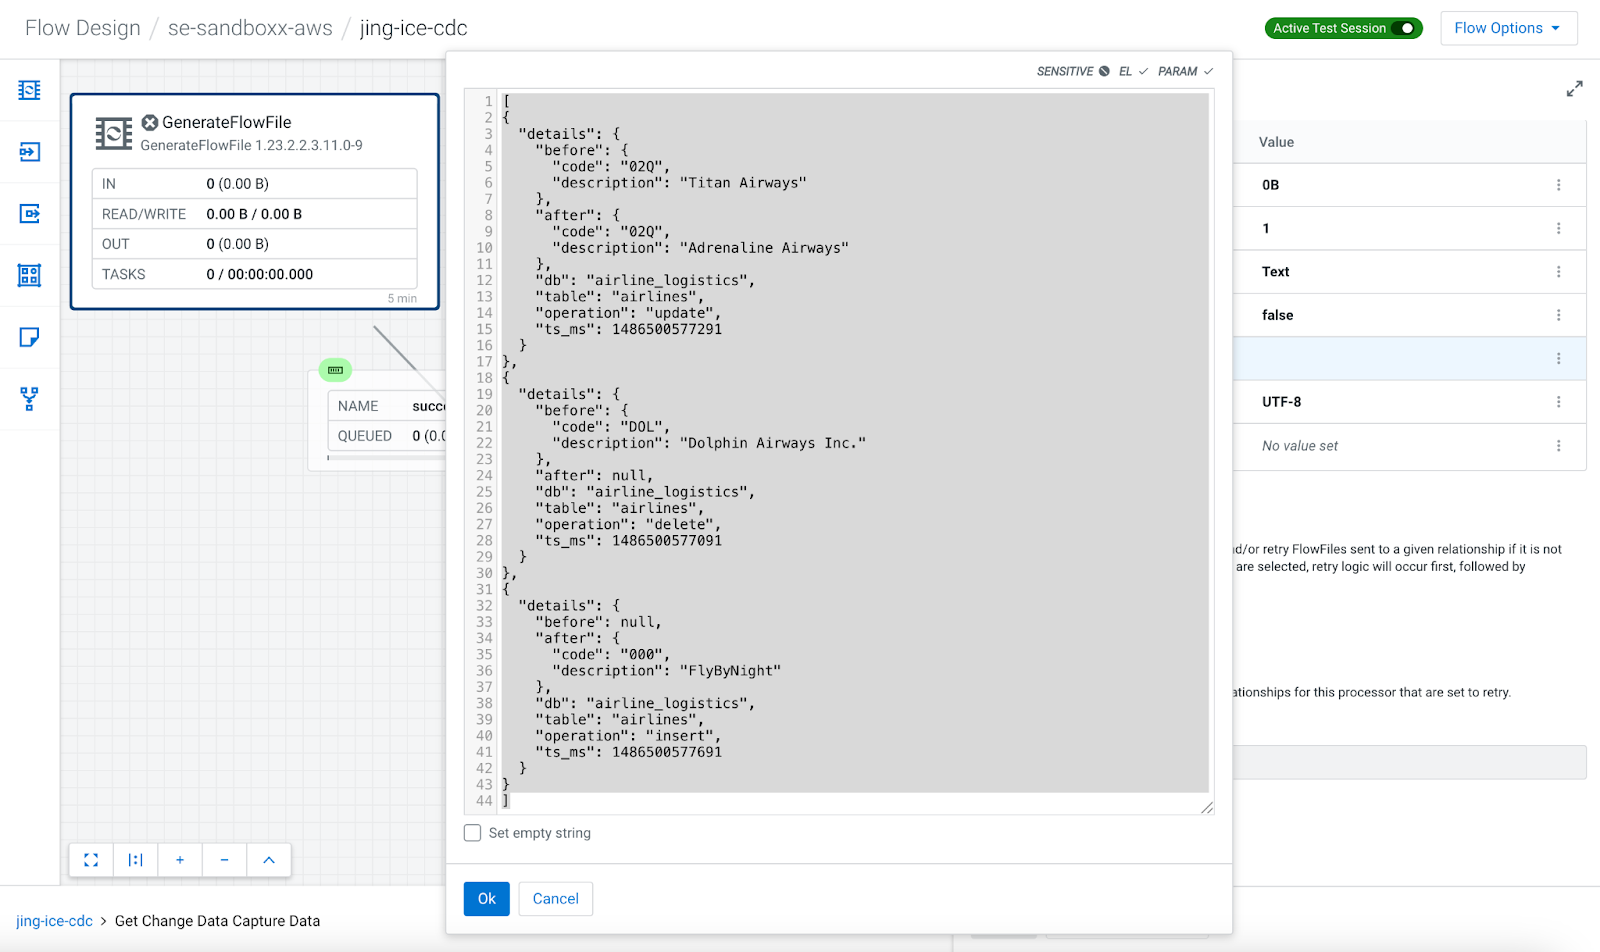 Flow Design / se-sandboxx-aws / jing-ice-cdc
Active Test Session
Flow Options
GenerateFlowFile
GenerateFlowFile 1.23.2.2.3.11.0-9
IN 0 (0.00 B)
READ/WRITE 0.00 B / 0.00 B
OUT 0 (0.00 B)
TASKS 0 / 00:00:00.000
5 min
NAME succe
QUEUED 0 (0.0
SENSITIVE EL PARAM
1 [
2 {
3 "details": {
4 "before": {
5 "code": "02Q",
6 "description": "Titan Airways"
7 },
8 "after": {
9 "code": "02Q",
10 "description": "Adrenaline Airways"
11 },
12 "db": "airline_logistics",
13 "table": "airlines",
14 "operation": "update",
15 "ts_ms": 1486500577291
16 }
17 },
18 {
19 "details": {
20 "before": {
21 "code": "DOL",
22 "description": "Dolphin Airways Inc."
23 },
24 "after": null,
25 "db": "airline_logistics",
26 "table": "airlines",
27 "operation": "delete",
28 "ts_ms": 1486500577091
29 }
30 },
31 {
32 "details": {
33 "before": null,
34 "after": {
35 "code": "000",
36 "description": "FlyByNight"
37 },
38 "db": "airline_logistics",
39 "table": "airlines",
40 "operation": "insert",
41 "ts_ms": 1486500577691
42 }
43 }
44 ]
Set empty string
Ok
Cancel
Value
0B
1
Text
false
UTF-8
No value set
d/or retry FlowFiles sent to a given relationship if it is not
are selected, retry logic will occur first, followed by
ationships for this processor that are set to retry.
jing-ice-cdc > Get Change Data Capture Data